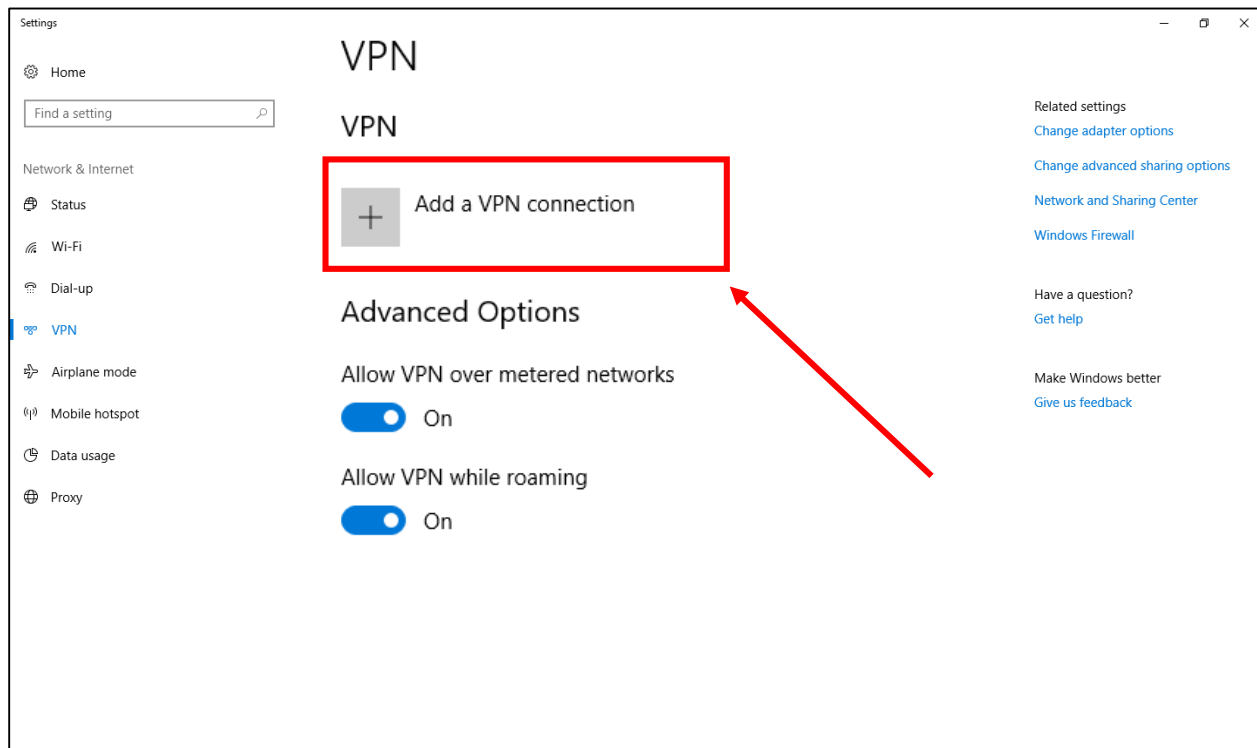 Settings
Home
Find a setting
Network & Internet
Status
Wi-Fi
Dial-up
VPN
Airplane mode
Mobile hotspot
Data usage
Proxy
VPN
VPN
Add a VPN connection
Advanced Options
Allow VPN over metered networks
On
Allow VPN while roaming
On
Related settings
Change adapter options
Change advanced sharing options
Network and Sharing Center
Windows Firewall
Have a question?
Get help
Make Windows better
Give us feedback